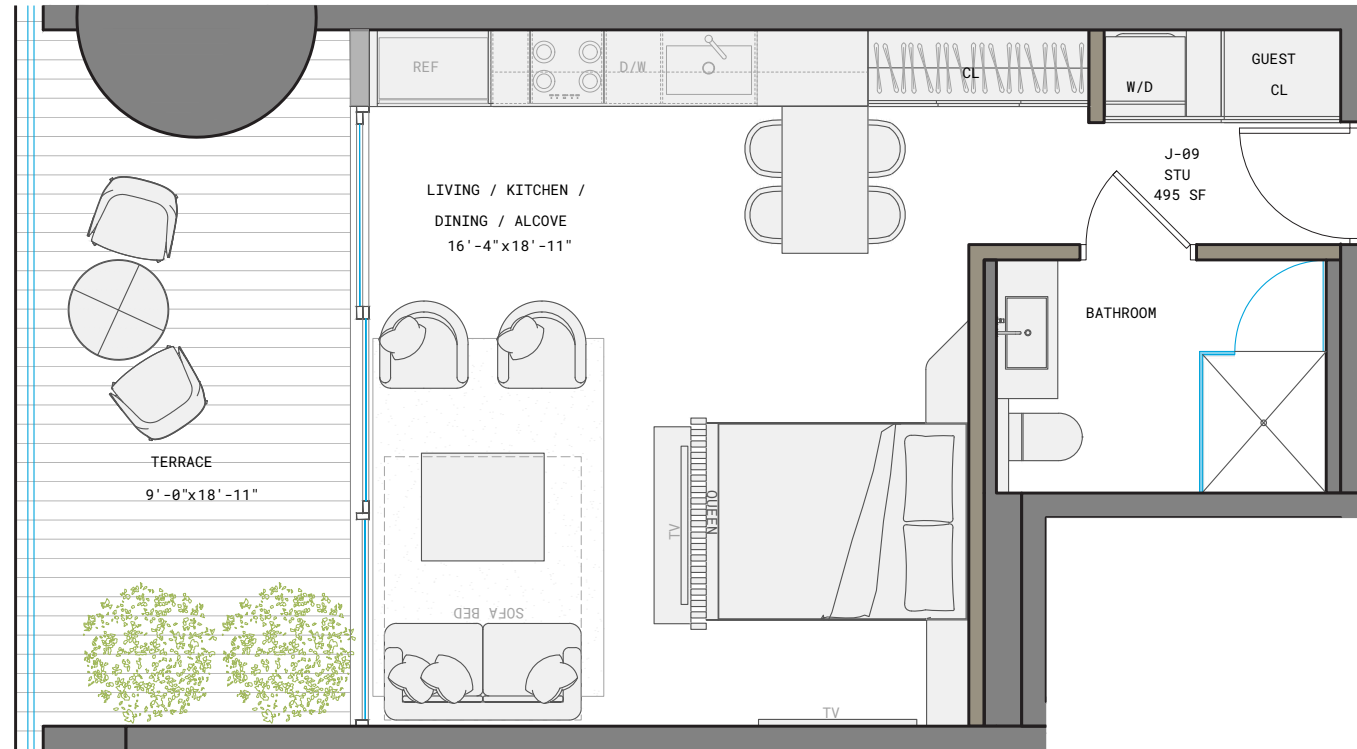 REF
D/W
CL
W/D
GUEST
CL
J-09
STU
495 SF
LIVING / KITCHEN /
DINING / ALCOVE
16'-4"x18'-11"
BATHROOM
TERRACE
9'-0"x18'-11"
TV
QUEEN
SOFA BED
TV